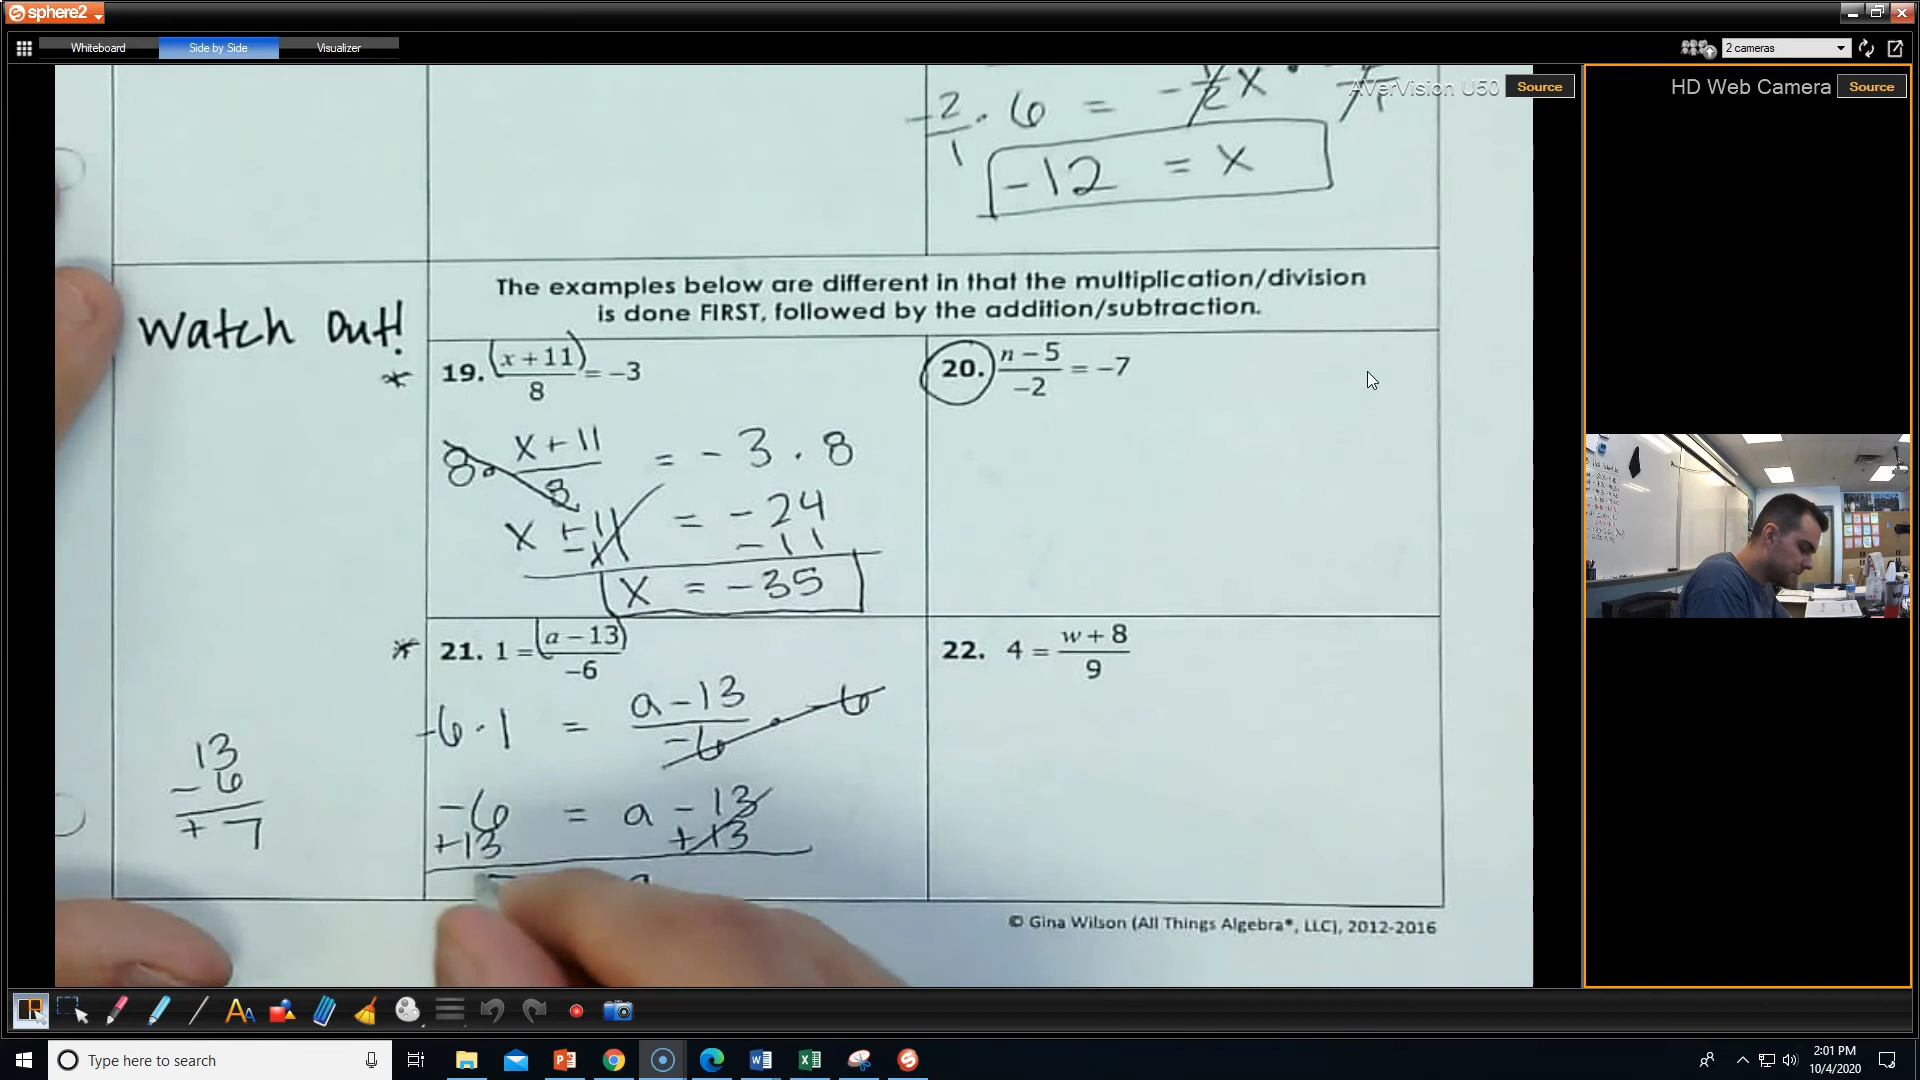 sphere2
Whiteboard
Side by Side
Visualizer
2 cameras
AVerVision U50
Source
HD Web Camera
Source
-2/1 · 6 = -1/2 x ·
-12 = x
The examples below are different in that the multiplication/division
is done FIRST, followed by the addition/subtraction.
Watch Out!
* 19. (x + 11)/8 = -3
8 · x + 11/8 = -3 · 8
x + 11 = -24
-11 -11
x = -35
20. n - 5/-2 = -7
* 21. 1 = (a - 13)/-6
-6 · 1 = a - 13/-6 · -6
-6 = a - 13
+13 +13
13
- 6
+ 7
22. 4 = w + 8/9
© Gina Wilson (All Things Algebra®, LLC), 2012-2016
Type here to search
2:01 PM
10/4/2020